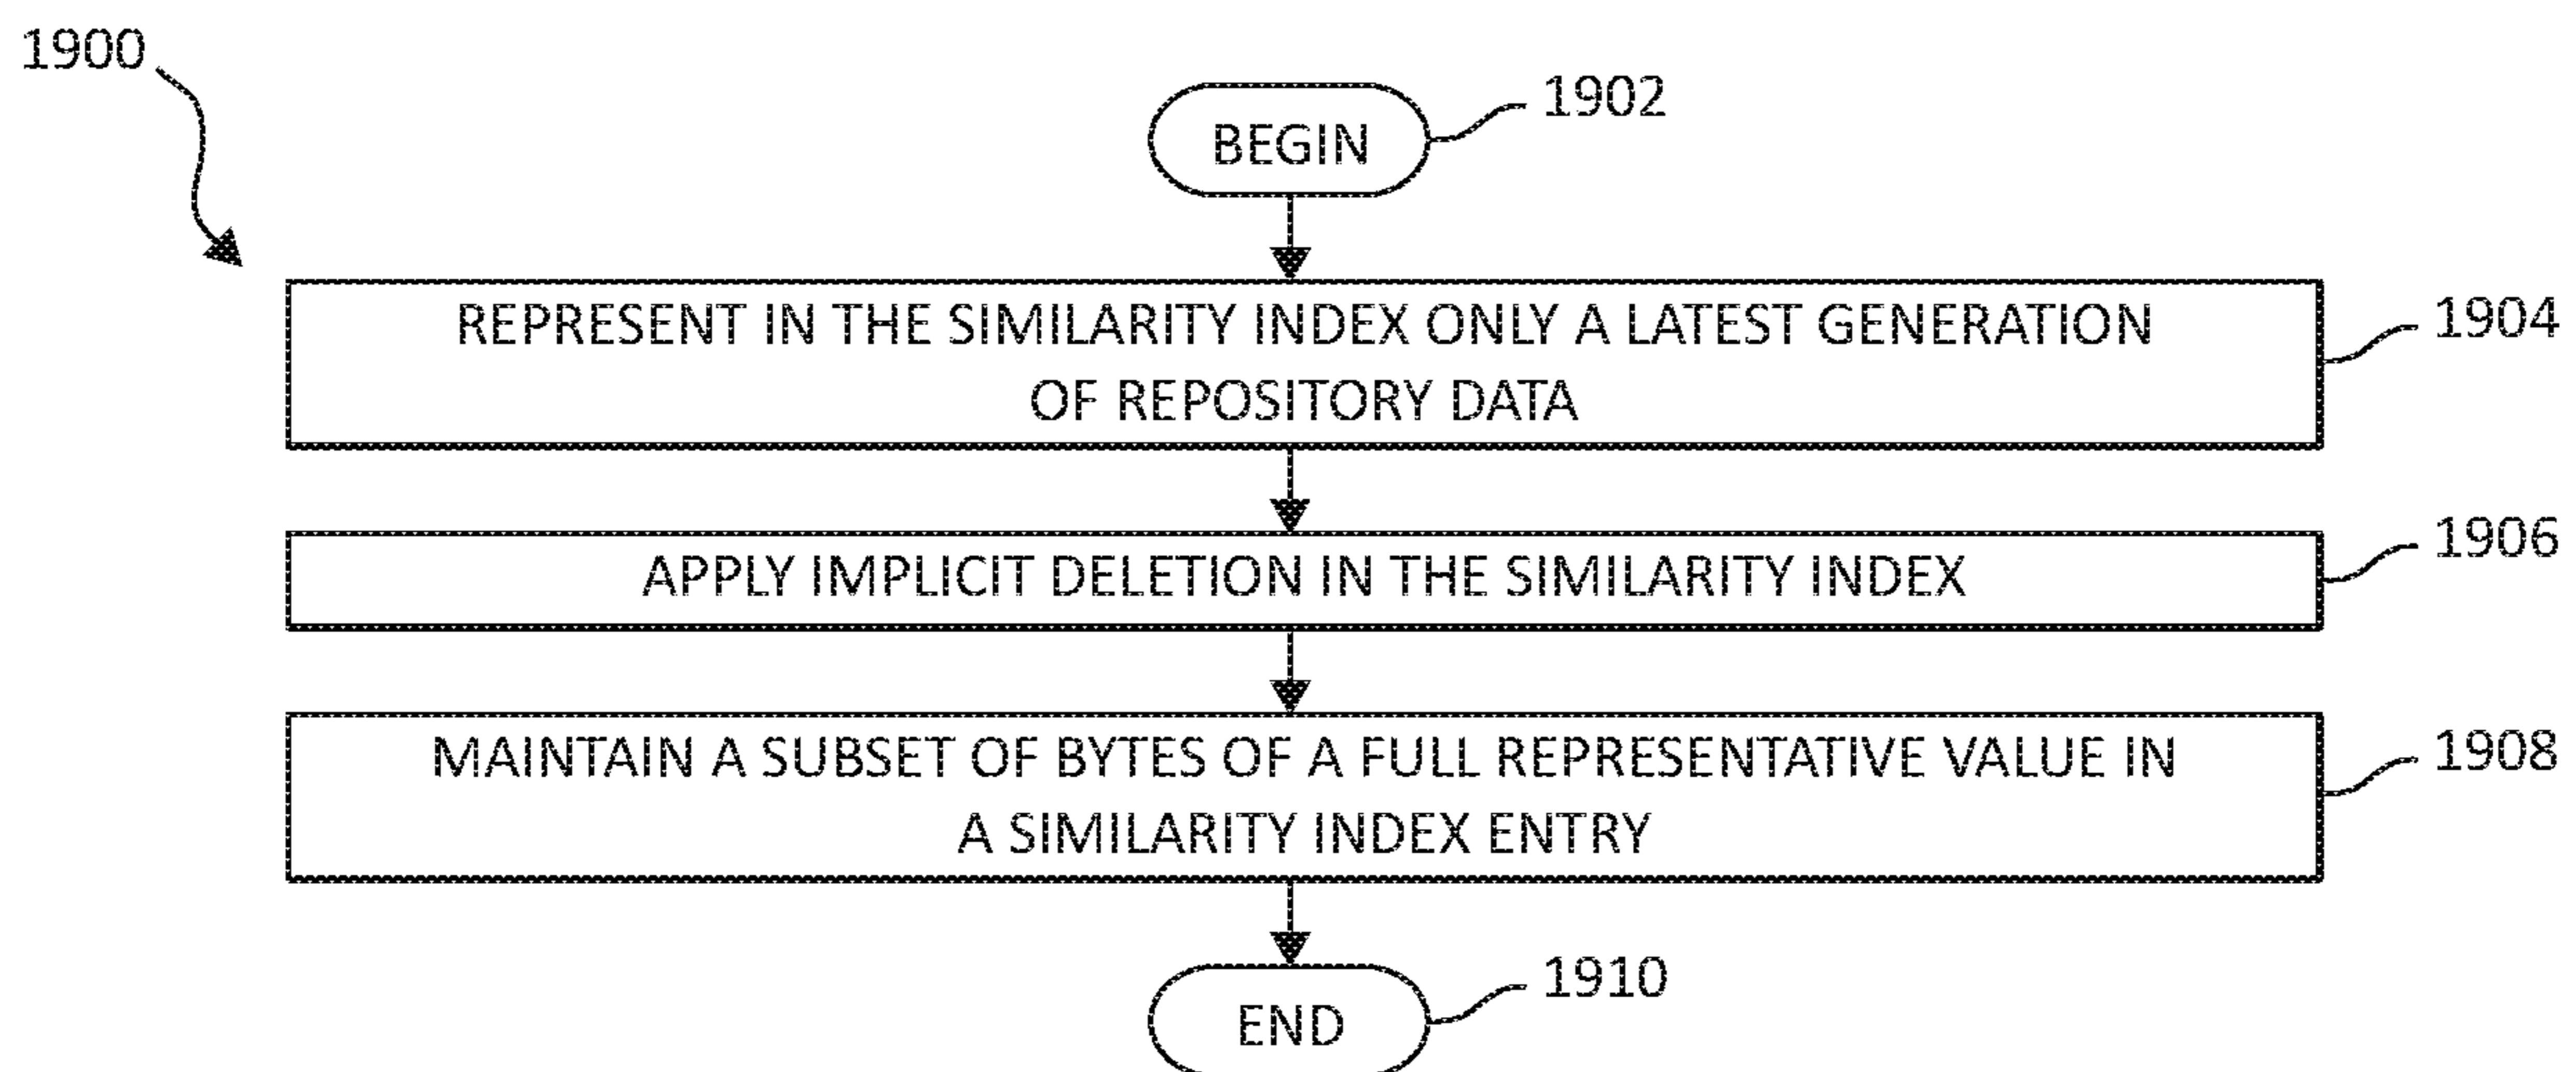 1900
BEGIN
1902
REPRESENT IN THE SIMILARITY INDEX ONLY A LATEST GENERATION
OF REPOSITORY DATA
1904
APPLY IMPLICIT DELETION IN THE SIMILARITY INDEX
1906
MAINTAIN A SUBSET OF BYTES OF A FULL REPRESENTATIVE VALUE IN
A SIMILARITY INDEX ENTRY
1908
END
1910